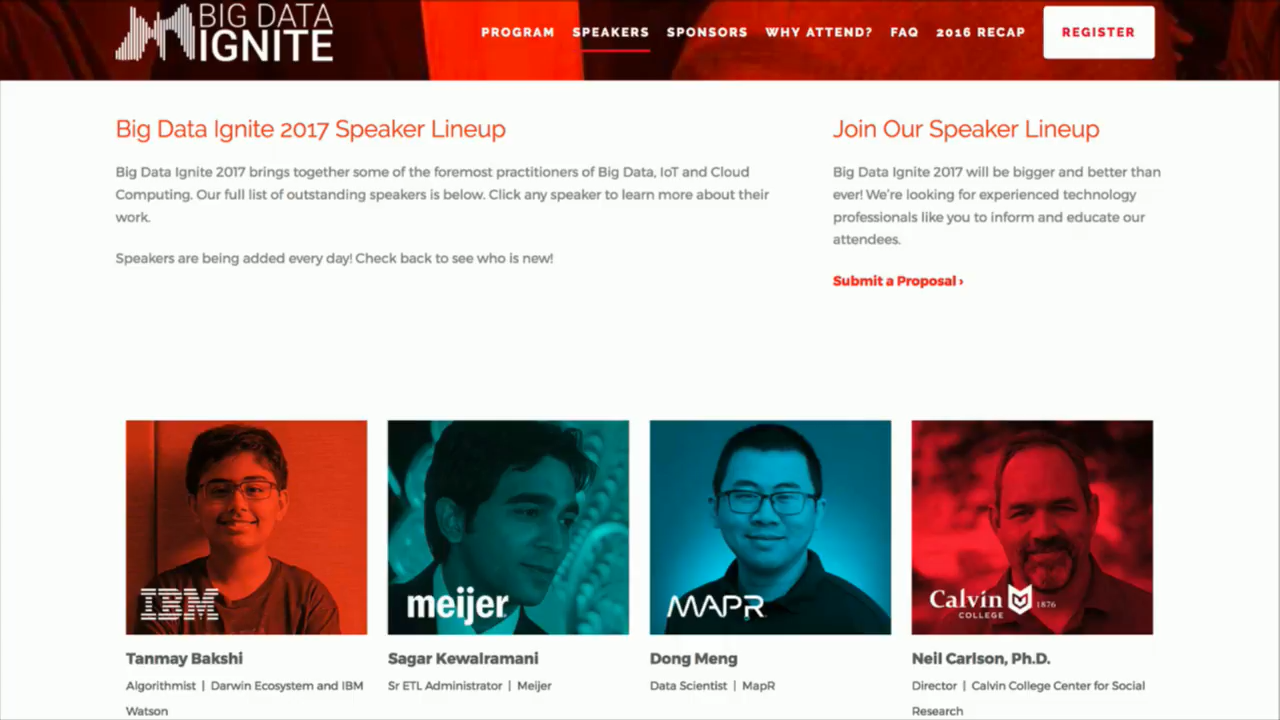 BIG DATA
IGNITE
PROGRAM SPEAKERS SPONSORS WHY ATTEND? FAQ 2016 RECAP REGISTER
Big Data Ignite 2017 Speaker Lineup
Big Data Ignite 2017 brings together some of the foremost practitioners of Big Data, IoT and Cloud
Computing. Our full list of outstanding speakers is below. Click any speaker to learn more about their
work.
Speakers are being added every day! Check back to see who is new!
Join Our Speaker Lineup
Big Data Ignite 2017 will be bigger and better than
ever! We're looking for experienced technology
professionals like you to inform and educate our
attendees.
Submit a Proposal ›
IBM
Tanmay Bakshi
Algorithmist | Darwin Ecosystem and IBM
Watson
meijer
Sagar Kewalramani
Sr ETL Administrator | Meijer
MAPR
Dong Meng
Data Scientist | MapR
Calvin 1876
COLLEGE
Neil Carlson, Ph.D.
Director | Calvin College Center for Social
Research